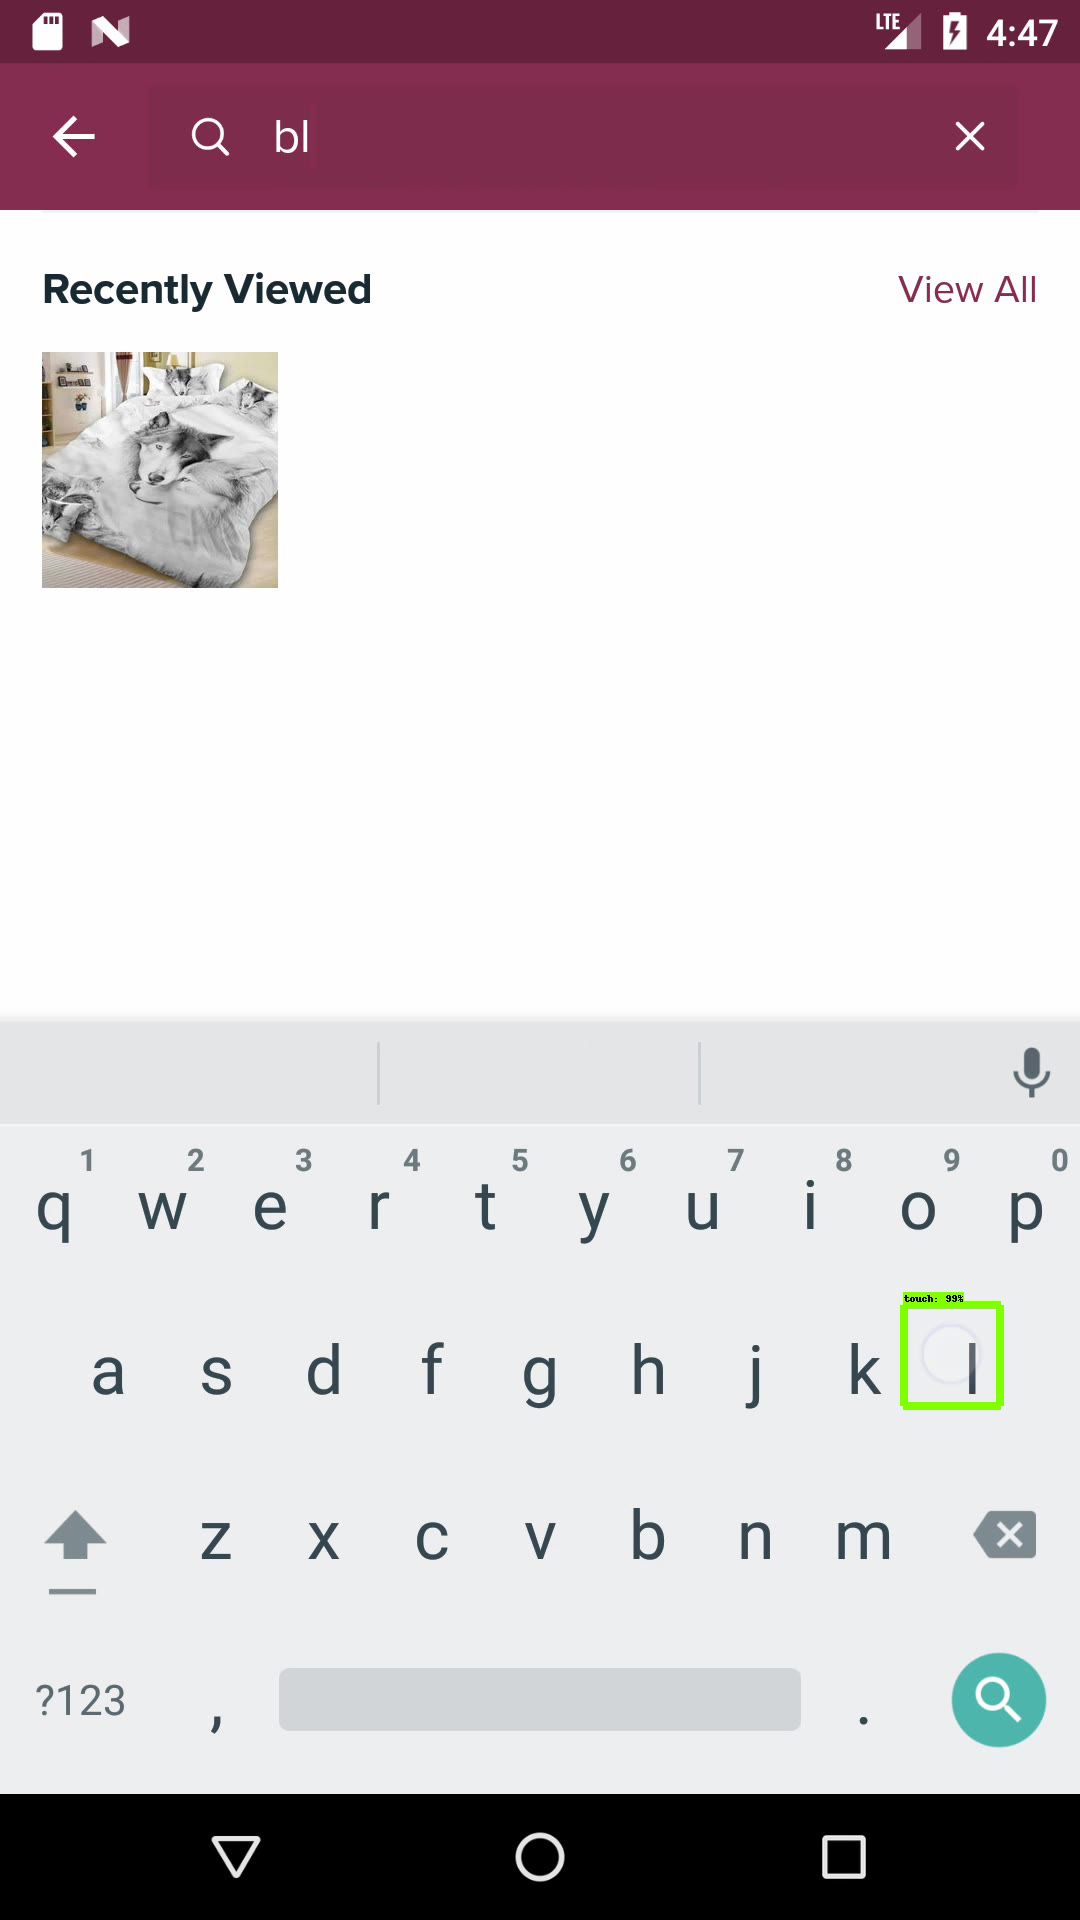 LTE 4:47
bl
Recently Viewed View All
1 2 3 4 5 6 7 8 9 0
q w e r t y u i o p
touch: 99%
a s d f g h j k l
z x c v b n m
?123 , .